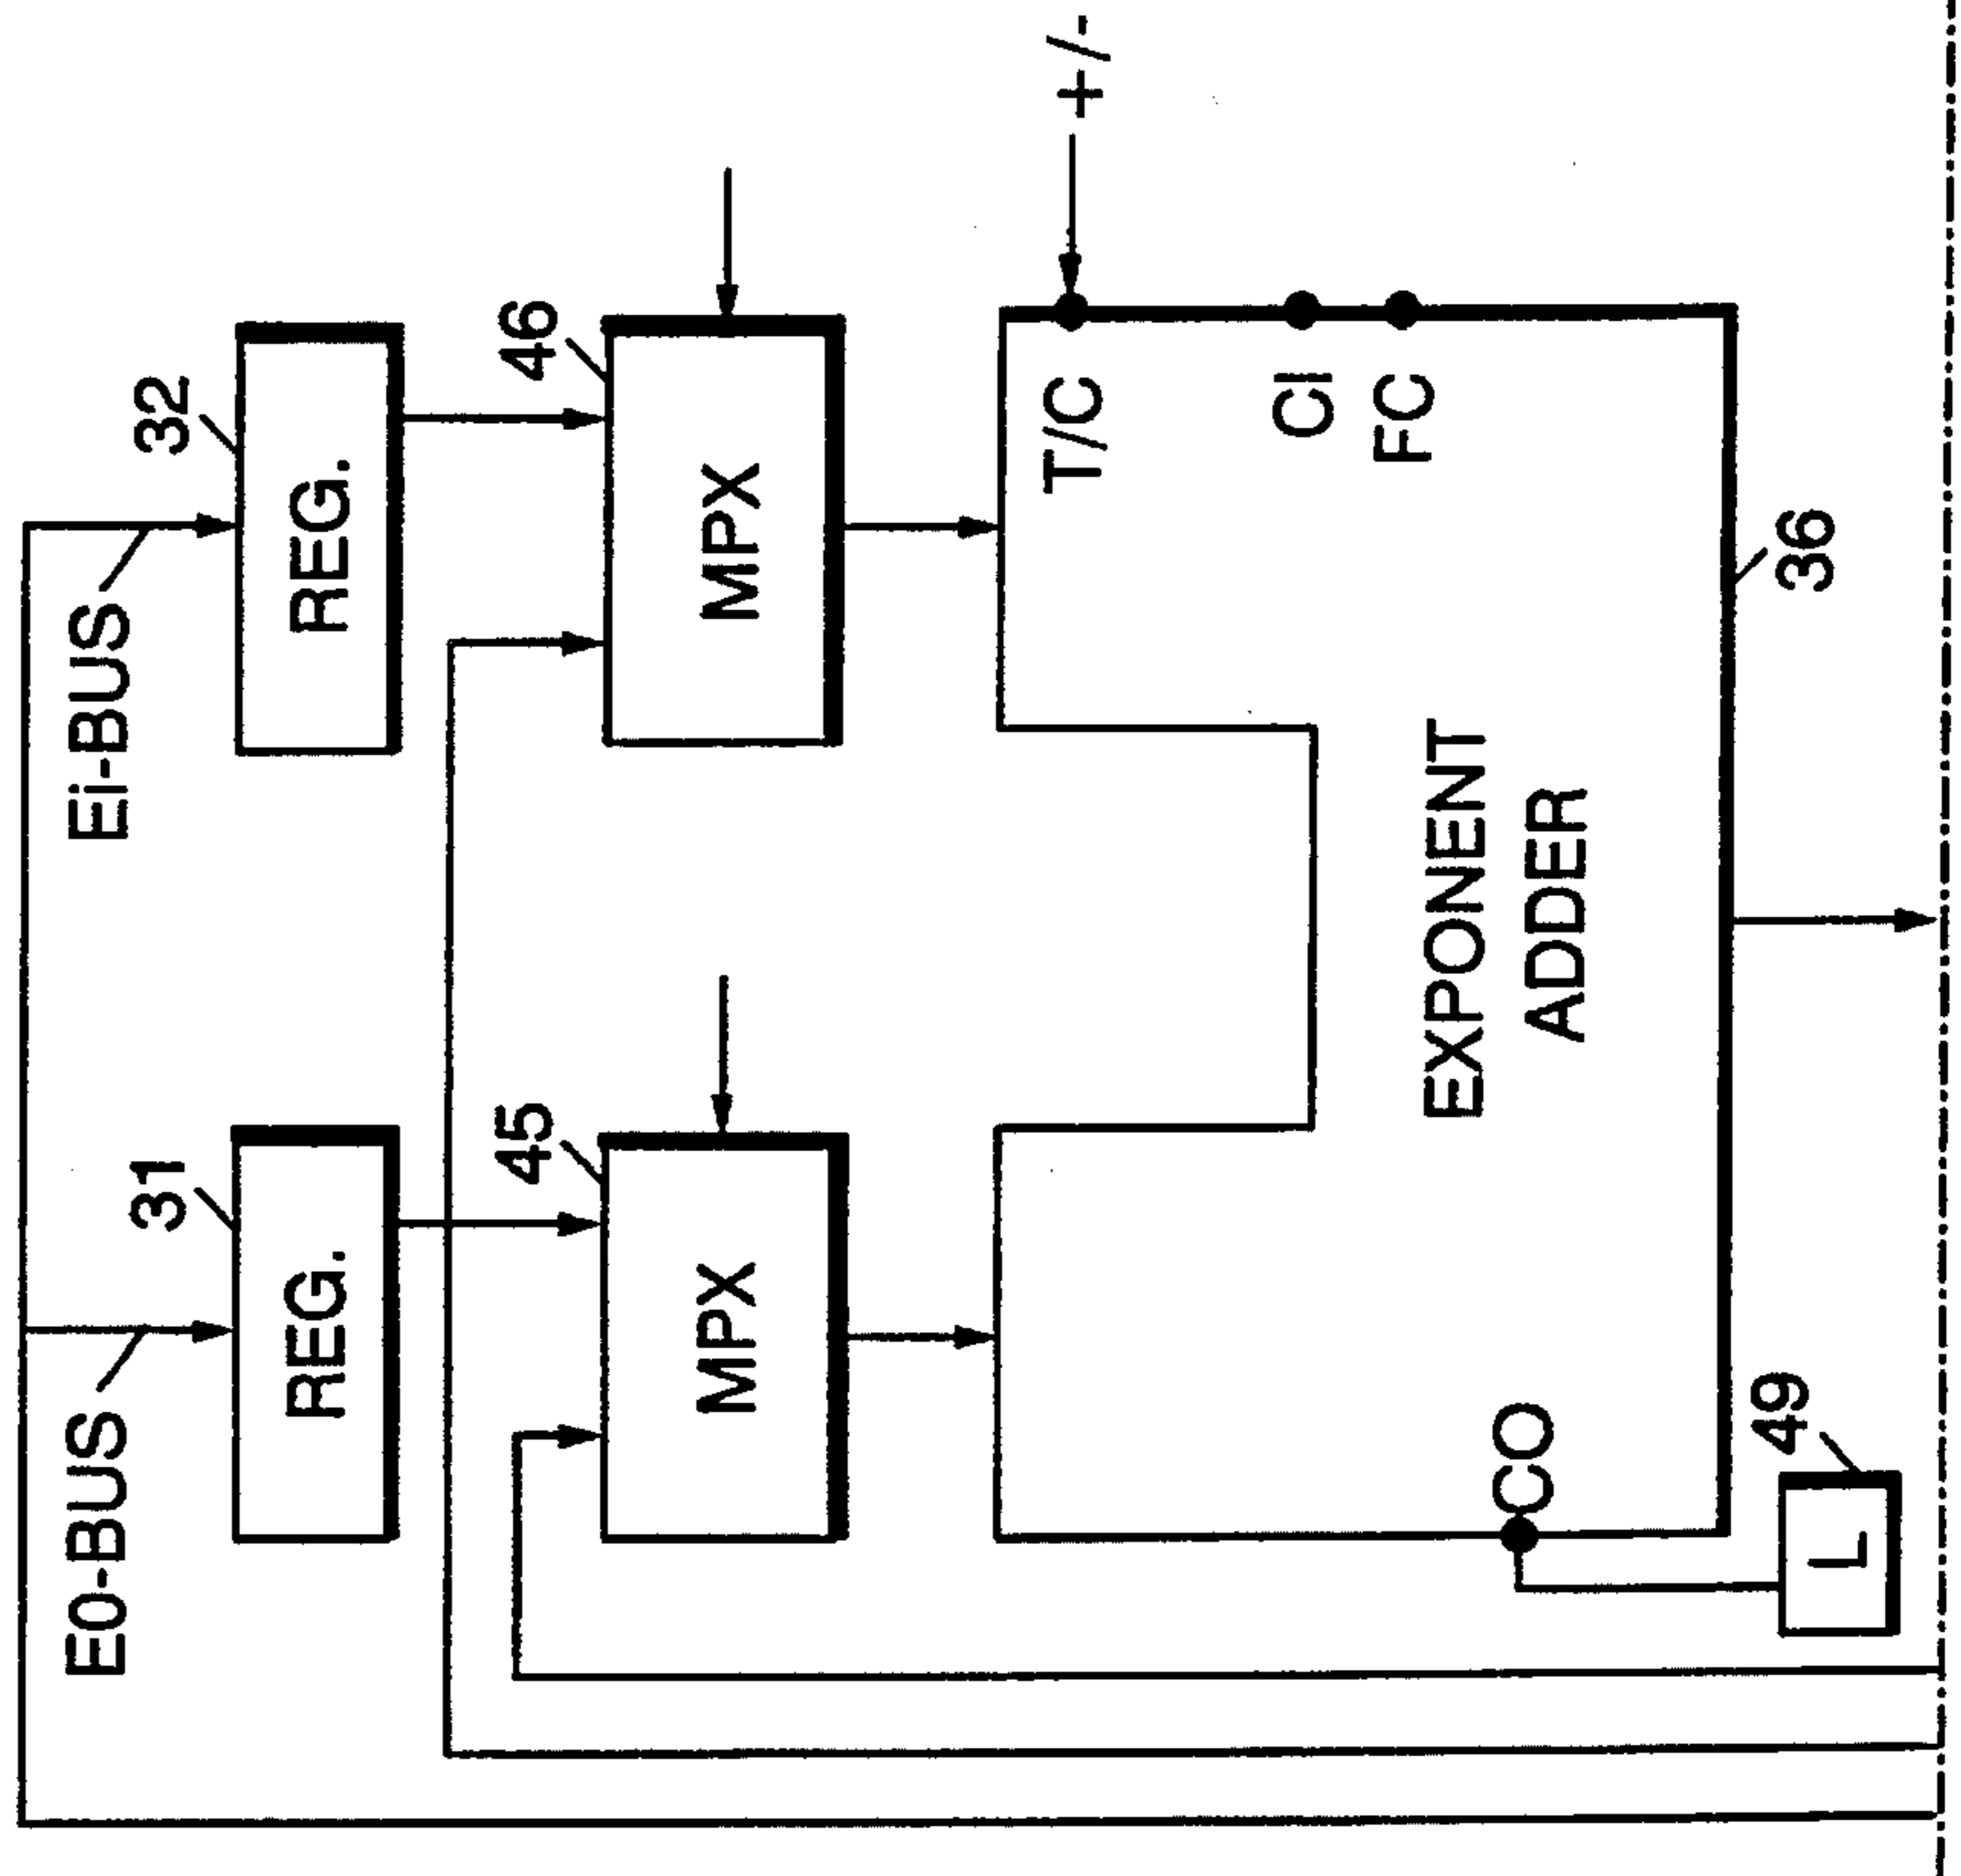 E0-BUS
Ei-BUS
31
32
REG.
REG.
45
46
MPX
MPX
+/-
T/C
CI
FC
CO
EXPONENT
ADDER
49
L
36